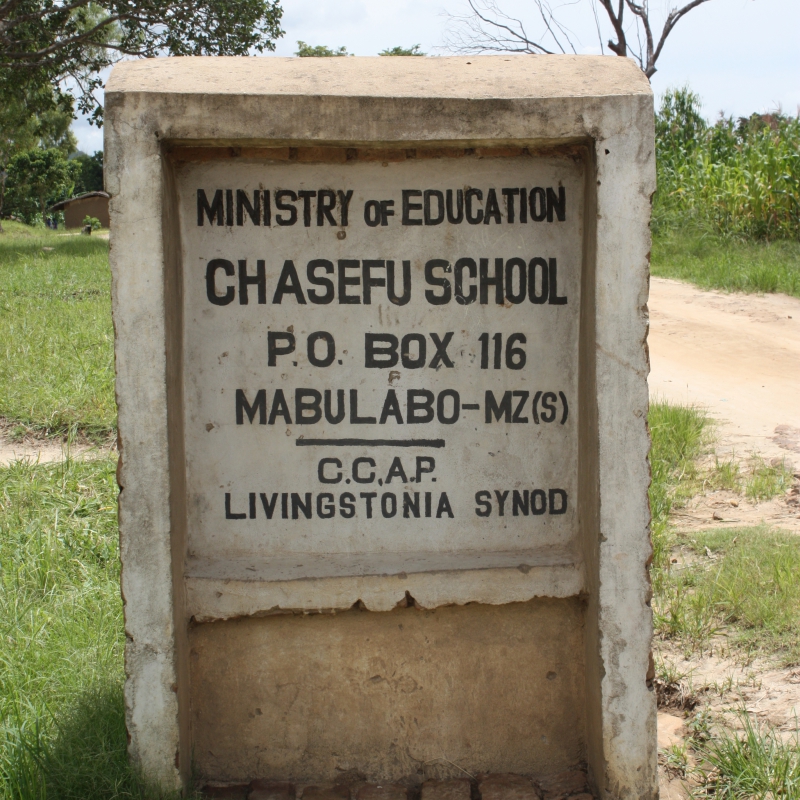 MINISTRY OF EDUCATION
CHASEFU SCHOOL
P.O. BOX 116
MABULABO-MZ(S)
C.C,A.P.
LIVINGSTONIA SYNOD